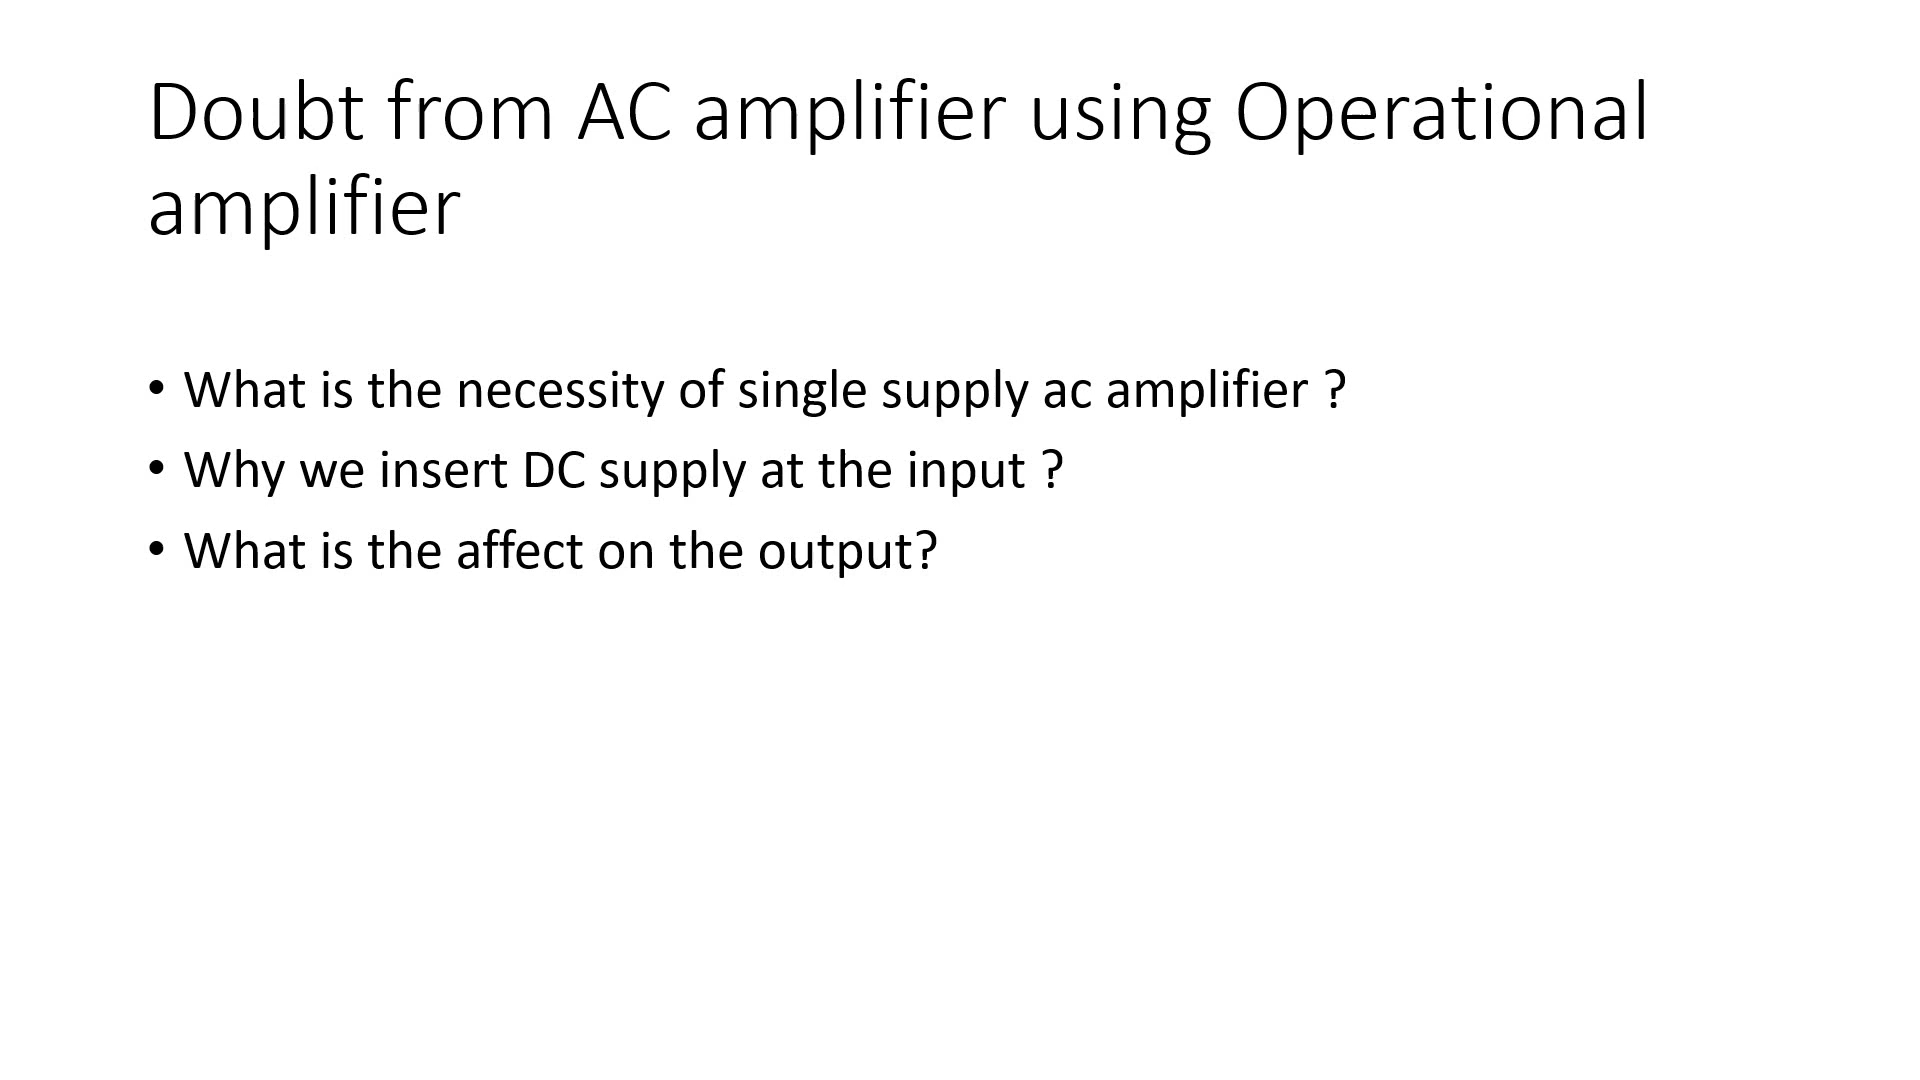 Doubt from AC amplifier using Operational
amplifier
• What is the necessity of single supply ac amplifier ?
• Why we insert DC supply at the input ?
• What is the affect on the output?